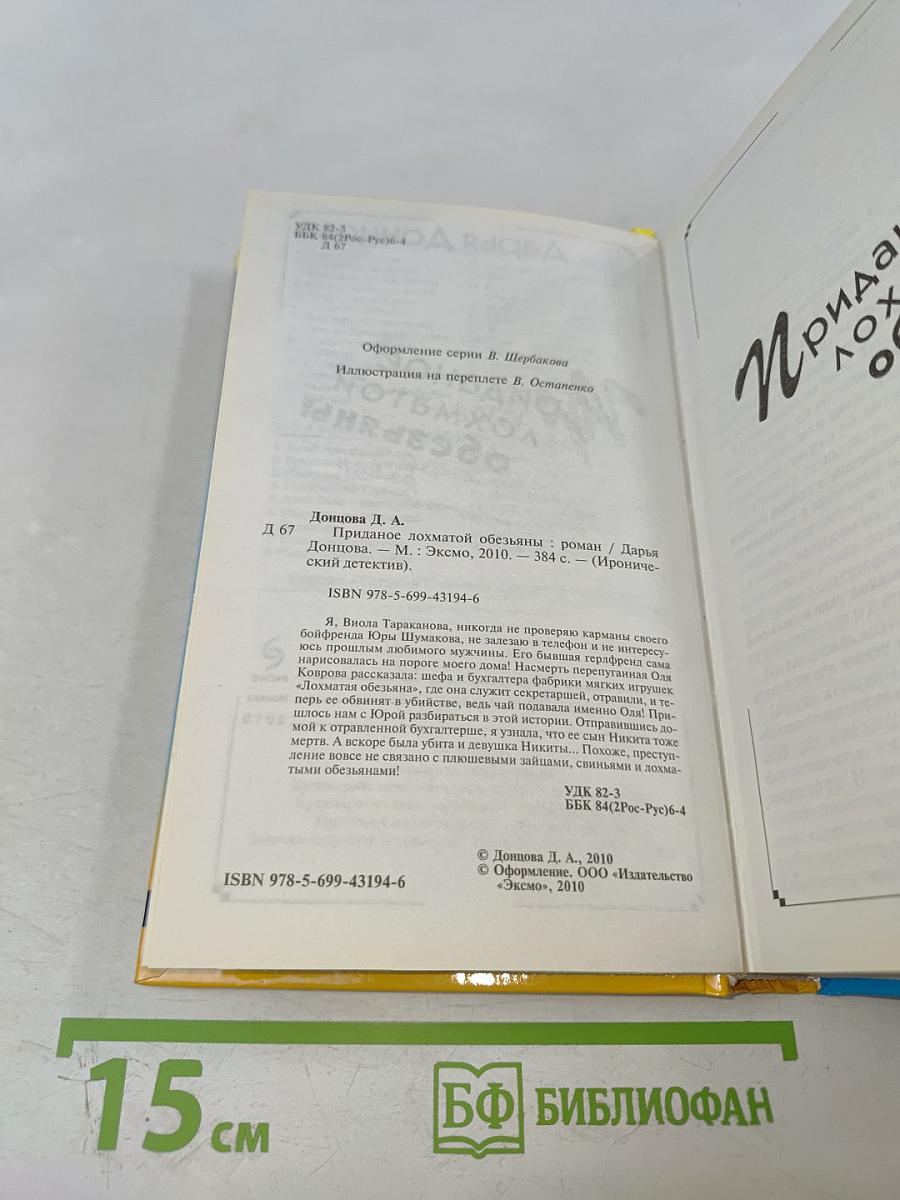 УДК 82-3
ББК 84(2Рос-Рус)6-4
Д 67
Оформление серии В. Щербакова
Иллюстрация на переплете В. Остапенко
Донцова Д. А.
Д 67 Приданое лохматой обезьяны : роман / Дарья
Донцова. — М. : Эксмо, 2010. — 384 с. — (Ирониче-
ский детектив).
ISBN 978-5-699-43194-6
Я, Виола Тараканова, никогда не проверяю карманы своего
бойфренда Юры Шумакова, не залезаю в телефон и не интересу-
юсь прошлым любимого мужчины. Его бывшая герлфренд сама
нарисовалась на пороге моего дома! Насмерть перепуганная Оля
Коврова рассказала: шефа и бухгалтера фабрики мягких игрушек
«Лохматая обезьяна», где она служит секретаршей, отравили, и те-
перь ее обвинят в убийстве, ведь чай подавала именно Оля! При-
шлось нам с Юрой разбираться в этой истории. Отправившись до-
мой к отравленной бухгалтерше, я узнала, что ее сын Никита тоже
мертв. А вскоре была убита и девушка Никиты... Похоже, преступ-
ление вовсе не связано с плюшевыми зайцами, свиньями и лохма-
тыми обезьянами!
УДК 82-3
ББК 84(2Рос-Рус)6-4
© Донцова Д. А., 2010
© Оформление. ООО «Издательство
«Эксмо», 2010
ISBN 978-5-699-43194-6
15 см
БФ БИБЛИОФАН